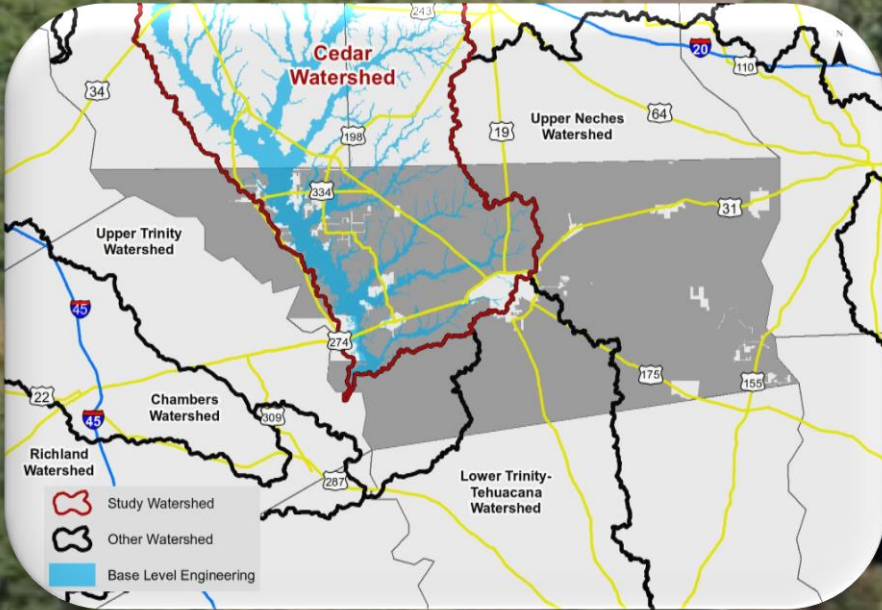 243
Cedar
Watershed
20
N
110
34
Upper Neches
Watershed
64
19
198
334
31
Upper Trinity
Watershed
45
274
175
155
22
Chambers
Watershed
45
309
Richland
Watershed
287
Lower Trinity-
Tehuacana
Watershed
Study Watershed
Other Watershed
Base Level Engineering